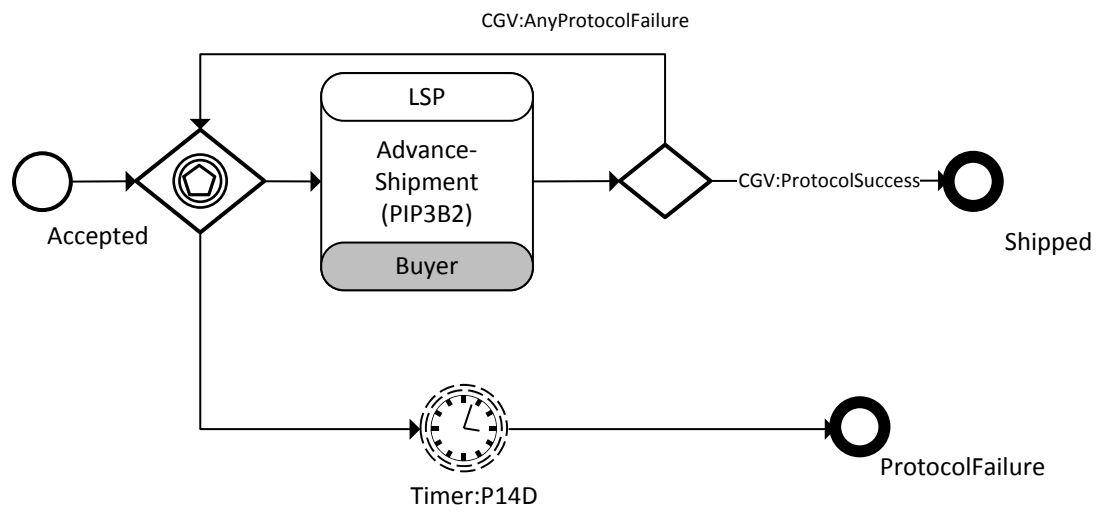 CGV:AnyProtocolFailure
LSP
Advance-
Shipment
(PIP3B2)
CGV:ProtocolSuccess
Accepted
Shipped
Buyer
ProtocolFailure
Timer:P14D